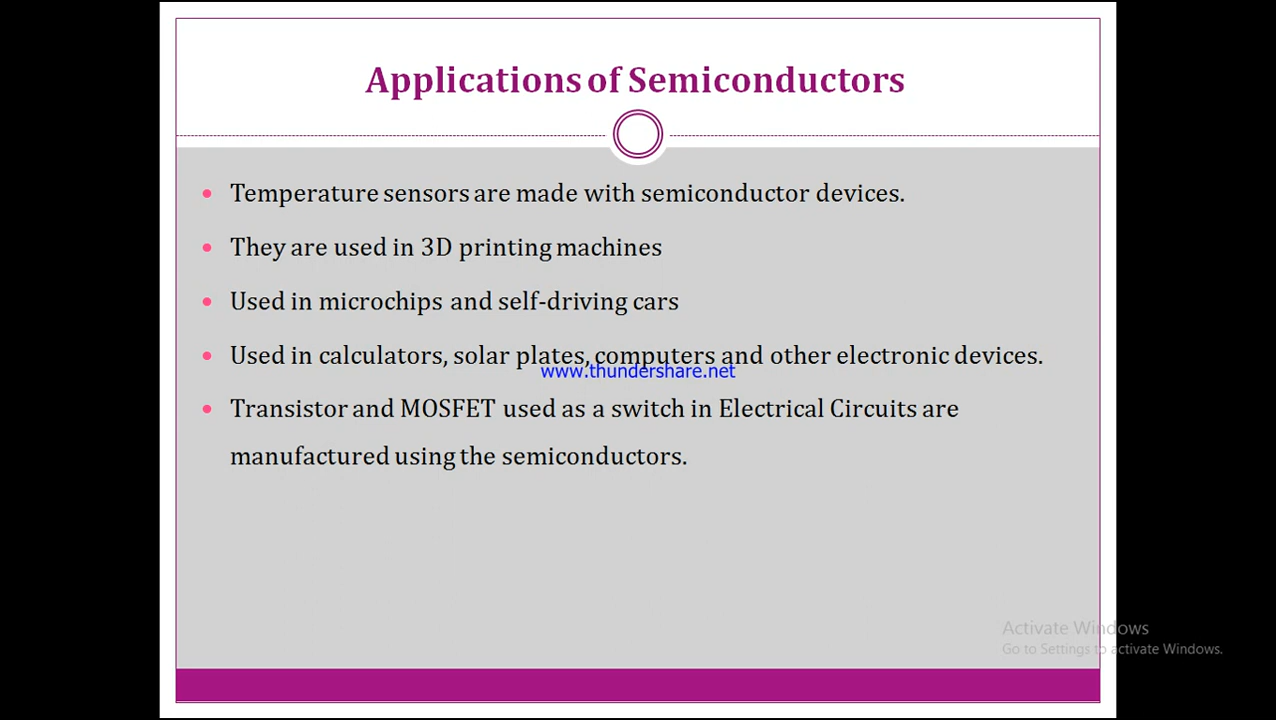 Applications of Semiconductors
Temperature sensors are made with semiconductor devices.
They are used in 3D printing machines
Used in microchips and self-driving cars
Used in calculators, solar plates, computers and other electronic devices.
www.thundershare.net
Transistor and MOSFET used as a switch in Electrical Circuits are
manufactured using the semiconductors.
Activate Windows
Go to Settings to activate Windows.